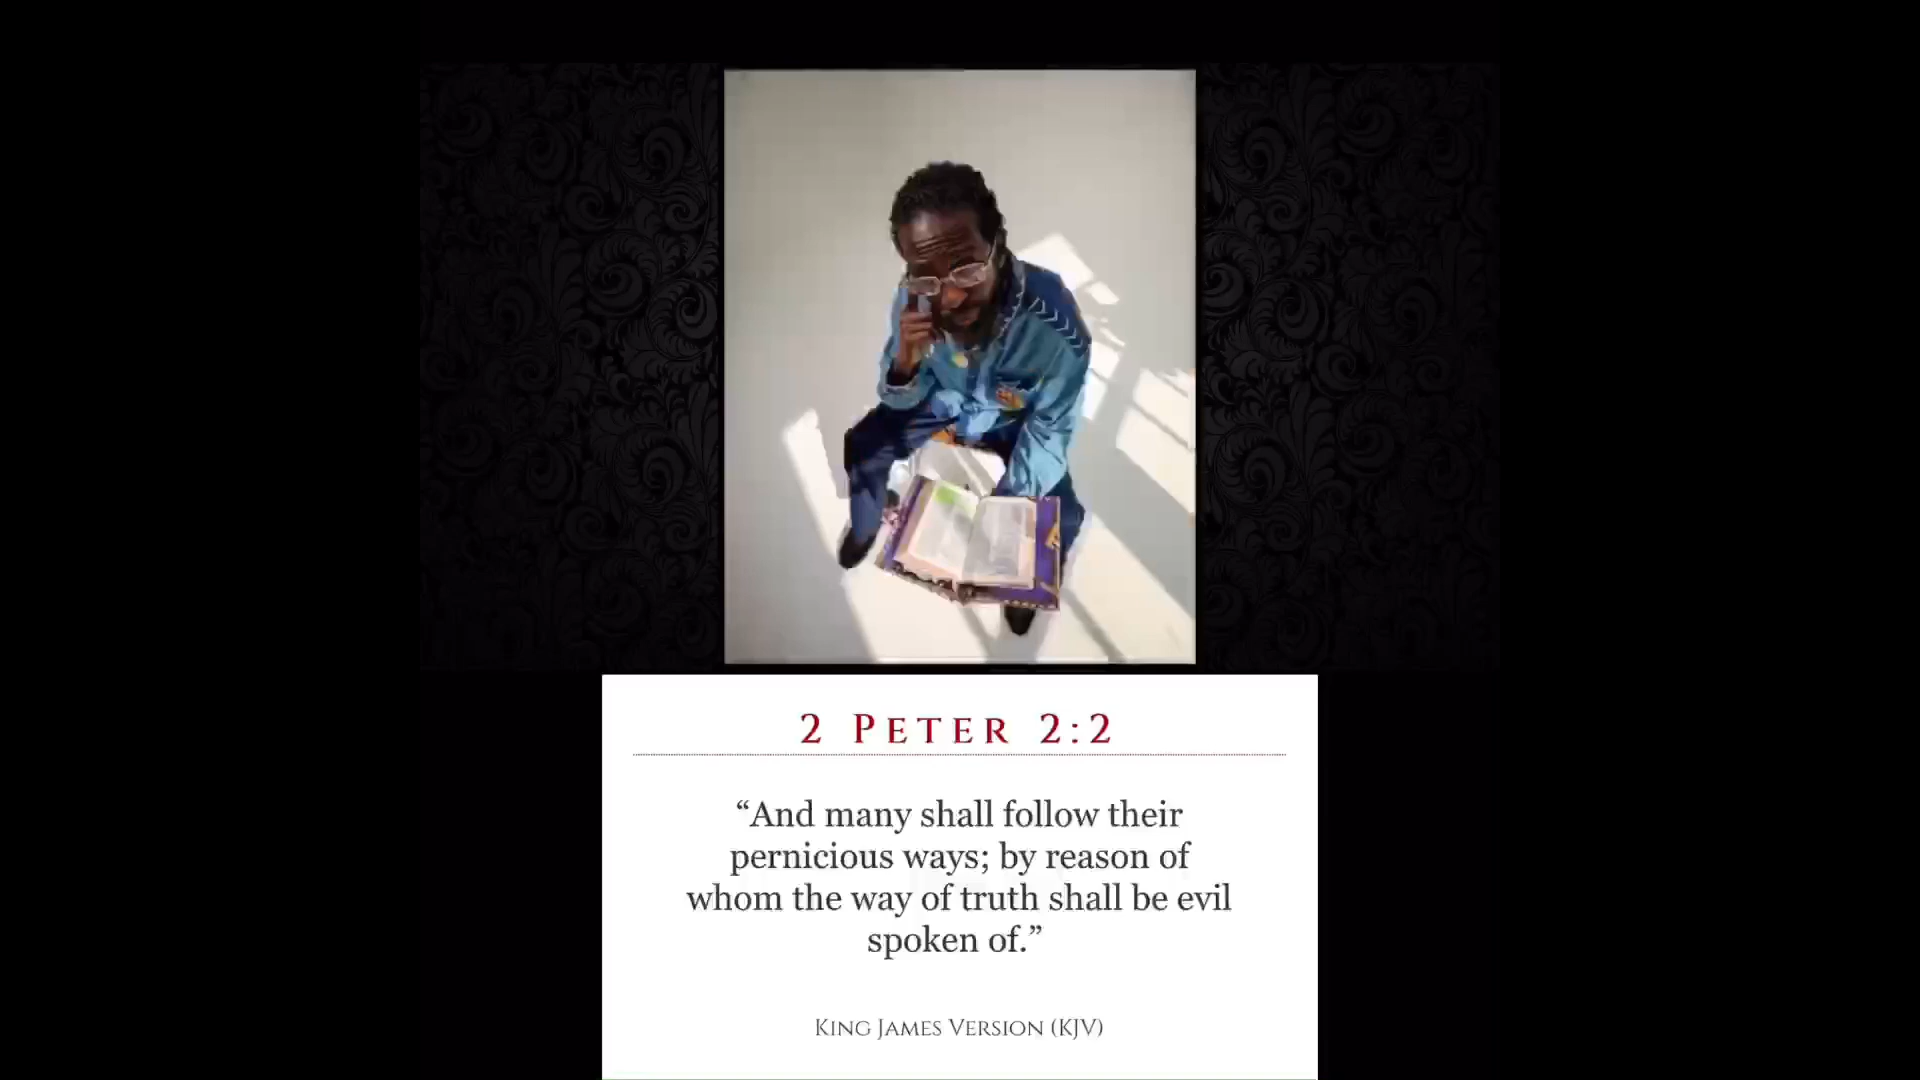 2 Peter 2:2
“And many shall follow their
pernicious ways; by reason of
whom the way of truth shall be evil
spoken of.”
King James Version (KJV)